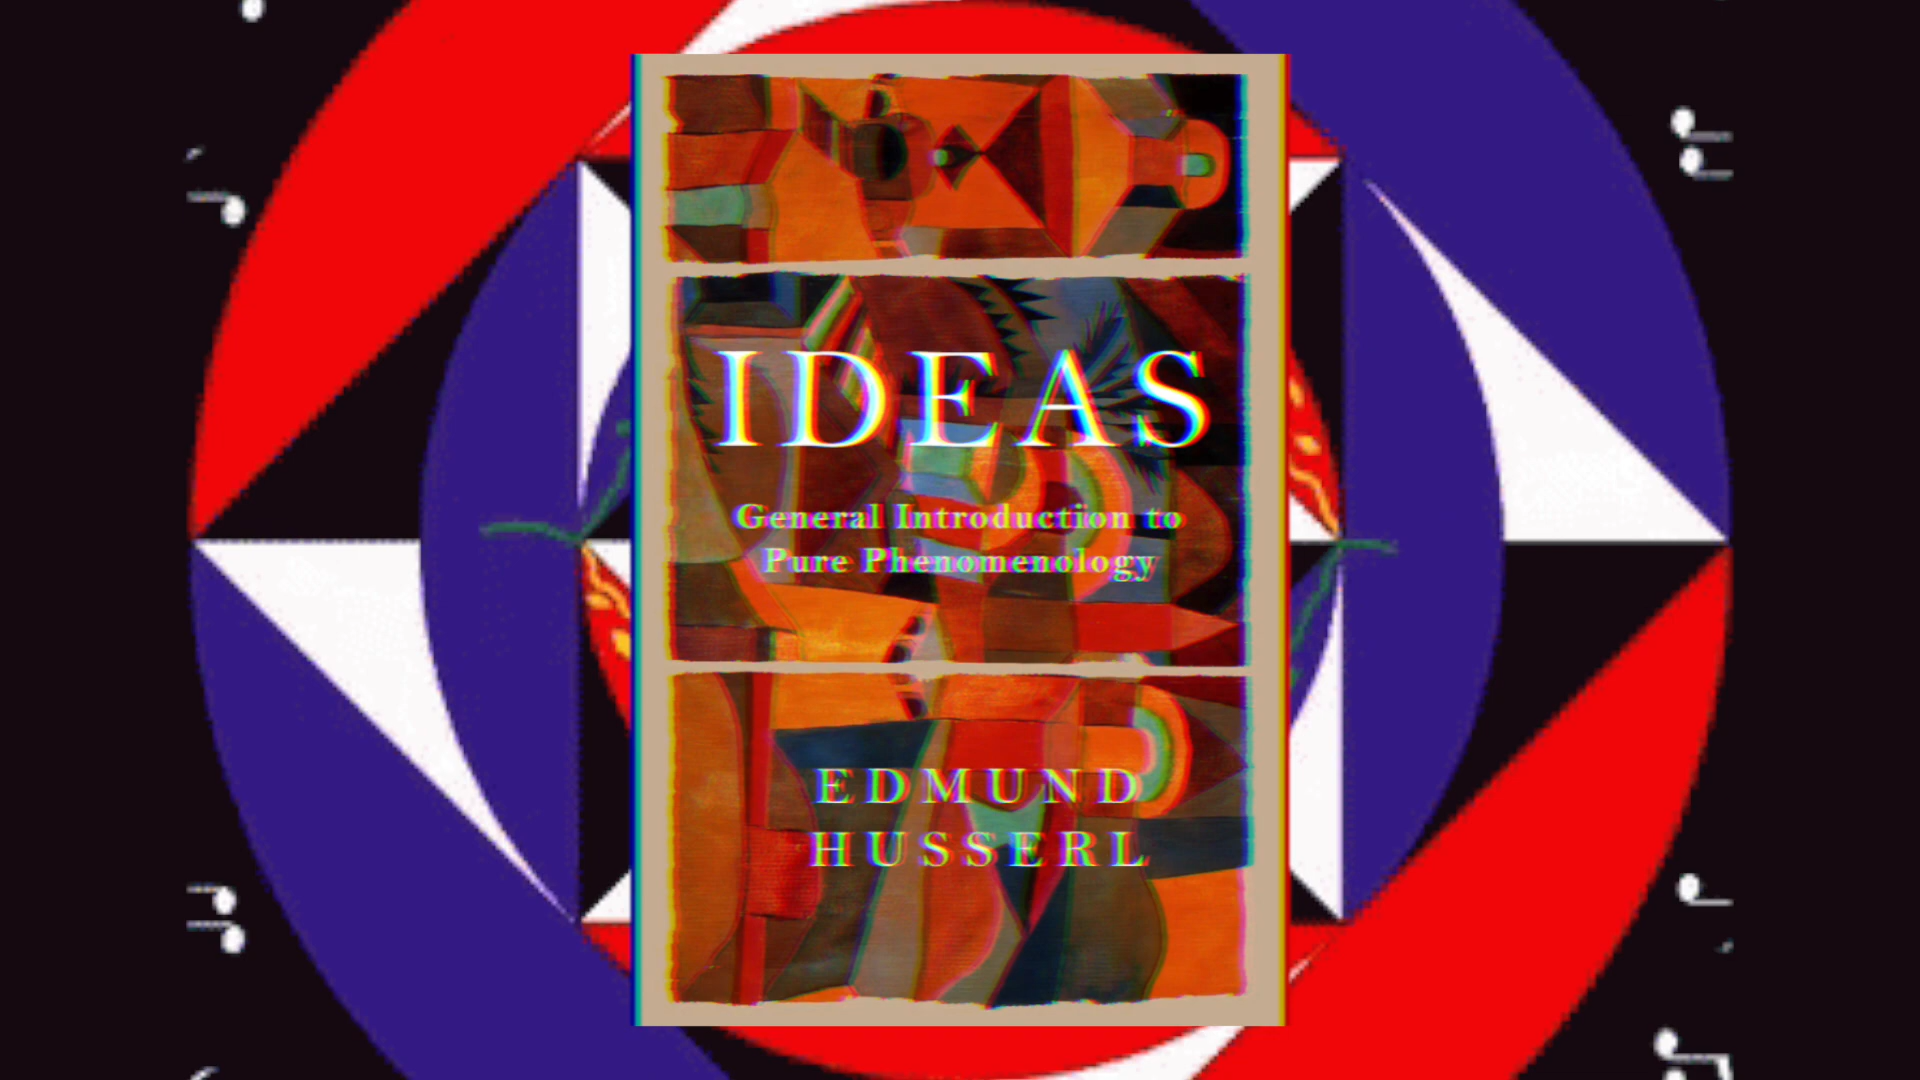 IDEAS
General Introduction to
Pure Phenomenology
EDMUND
HUSSERL